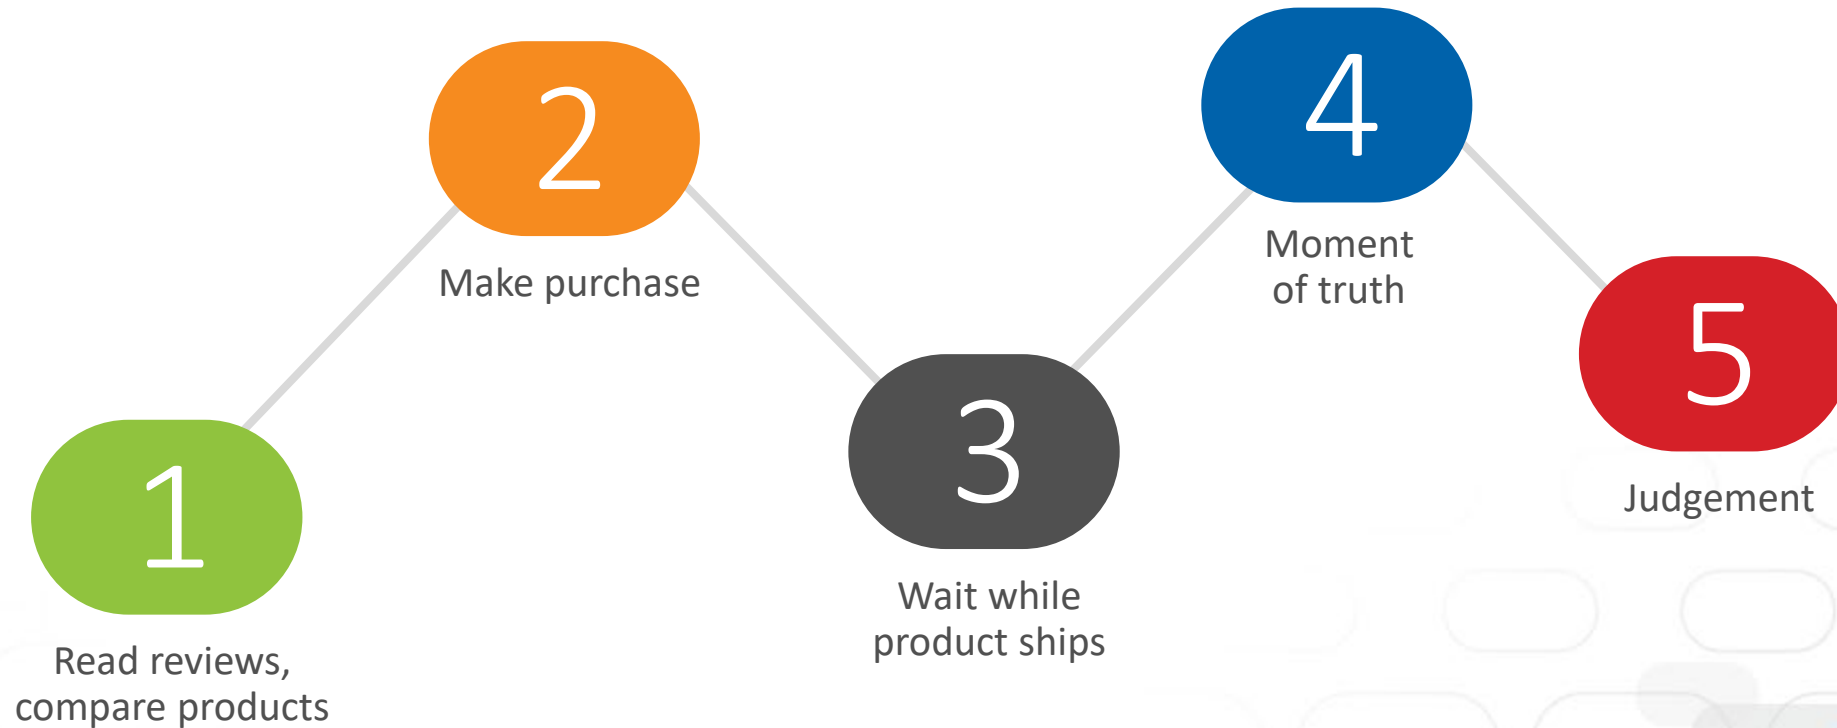 1
Read reviews,
compare products
2
Make purchase
3
Wait while
product ships
4
Moment
of truth
5
Judgement